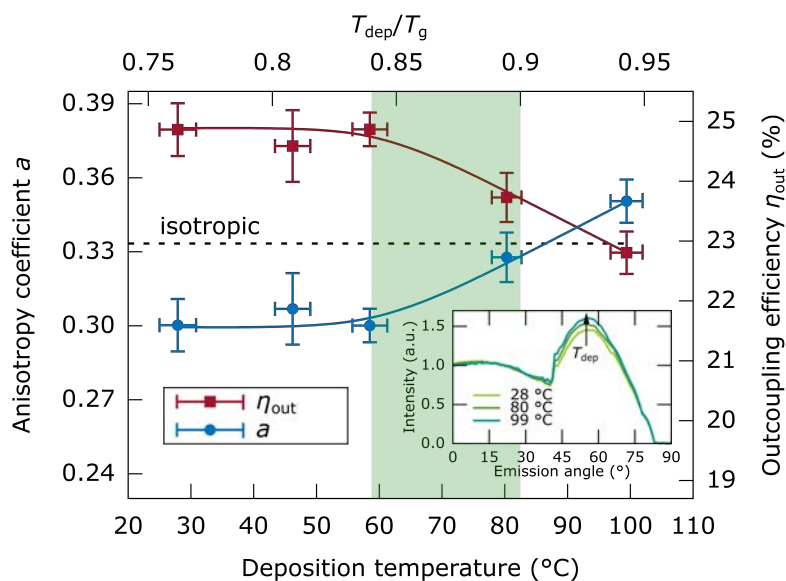 T_dep/T_g
0.75 0.8 0.85 0.9 0.95
Anisotropy coefficient a
0.39
0.36
0.33
0.30
0.27
0.24
isotropic
η_out
a
Outcoupling efficiency η_out (%)
25
24
23
22
21
20
19
Intensity (a.u.)
1.5
1.0
0.5
0.0
T_dep
28 °C
80 °C
99 °C
0 15 30 45 60 75 90
Emission angle (°)
20 30 40 50 60 70 80 90 100 110
Deposition temperature (°C)